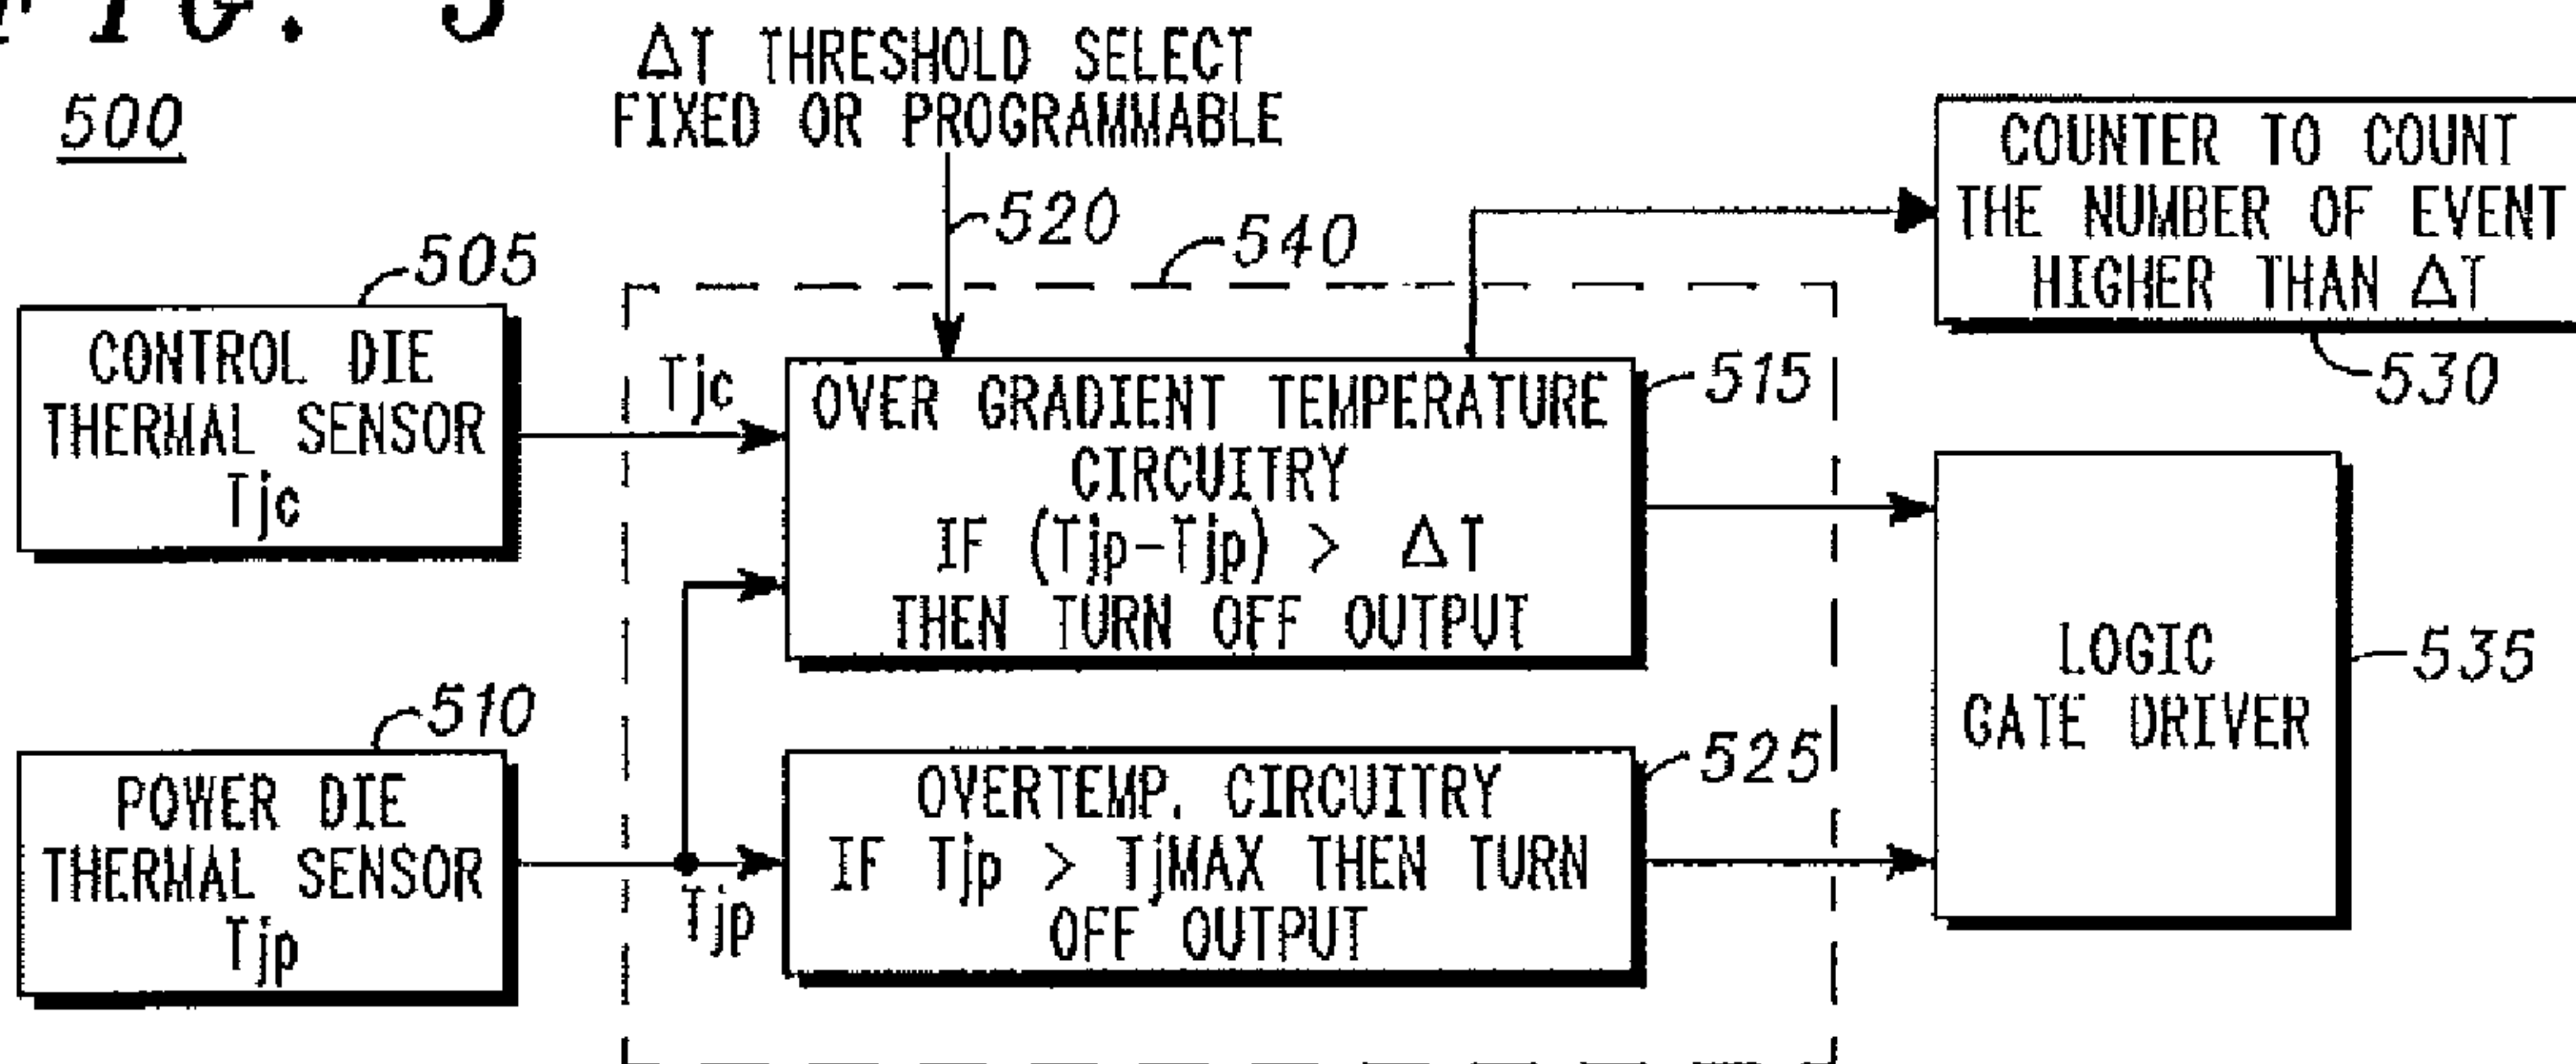 FIG. 5
500
ΔT THRESHOLD SELECT
FIXED OR PROGRAMMABLE
520
540
505
CONTROL DIE
THERMAL SENSOR
Tjc
Tjc
OVER GRADIENT TEMPERATURE
CIRCUITRY
IF (Tjp-Tjp) > ΔT
THEN TURN OFF OUTPUT
515
COUNTER TO COUNT
THE NUMBER OF EVENT
HIGHER THAN ΔT
530
510
POWER DIE
THERMAL SENSOR
Tjp
Tjp
OVERTEMP. CIRCUITRY
IF Tjp > TjMAX THEN TURN
OFF OUTPUT
525
LOGIC
GATE DRIVER
535